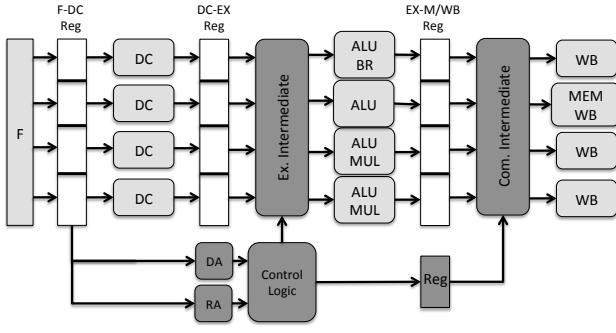 F-DC
Reg
DC-EX
Reg
EX-M/WB
Reg
F
DC
DC
DC
DC
Ex. Intermediate
ALU
BR
ALU
ALU
MUL
ALU
MUL
Com. Intermediate
WB
MEM
WB
WB
WB
DA
RA
Control
Logic
Reg